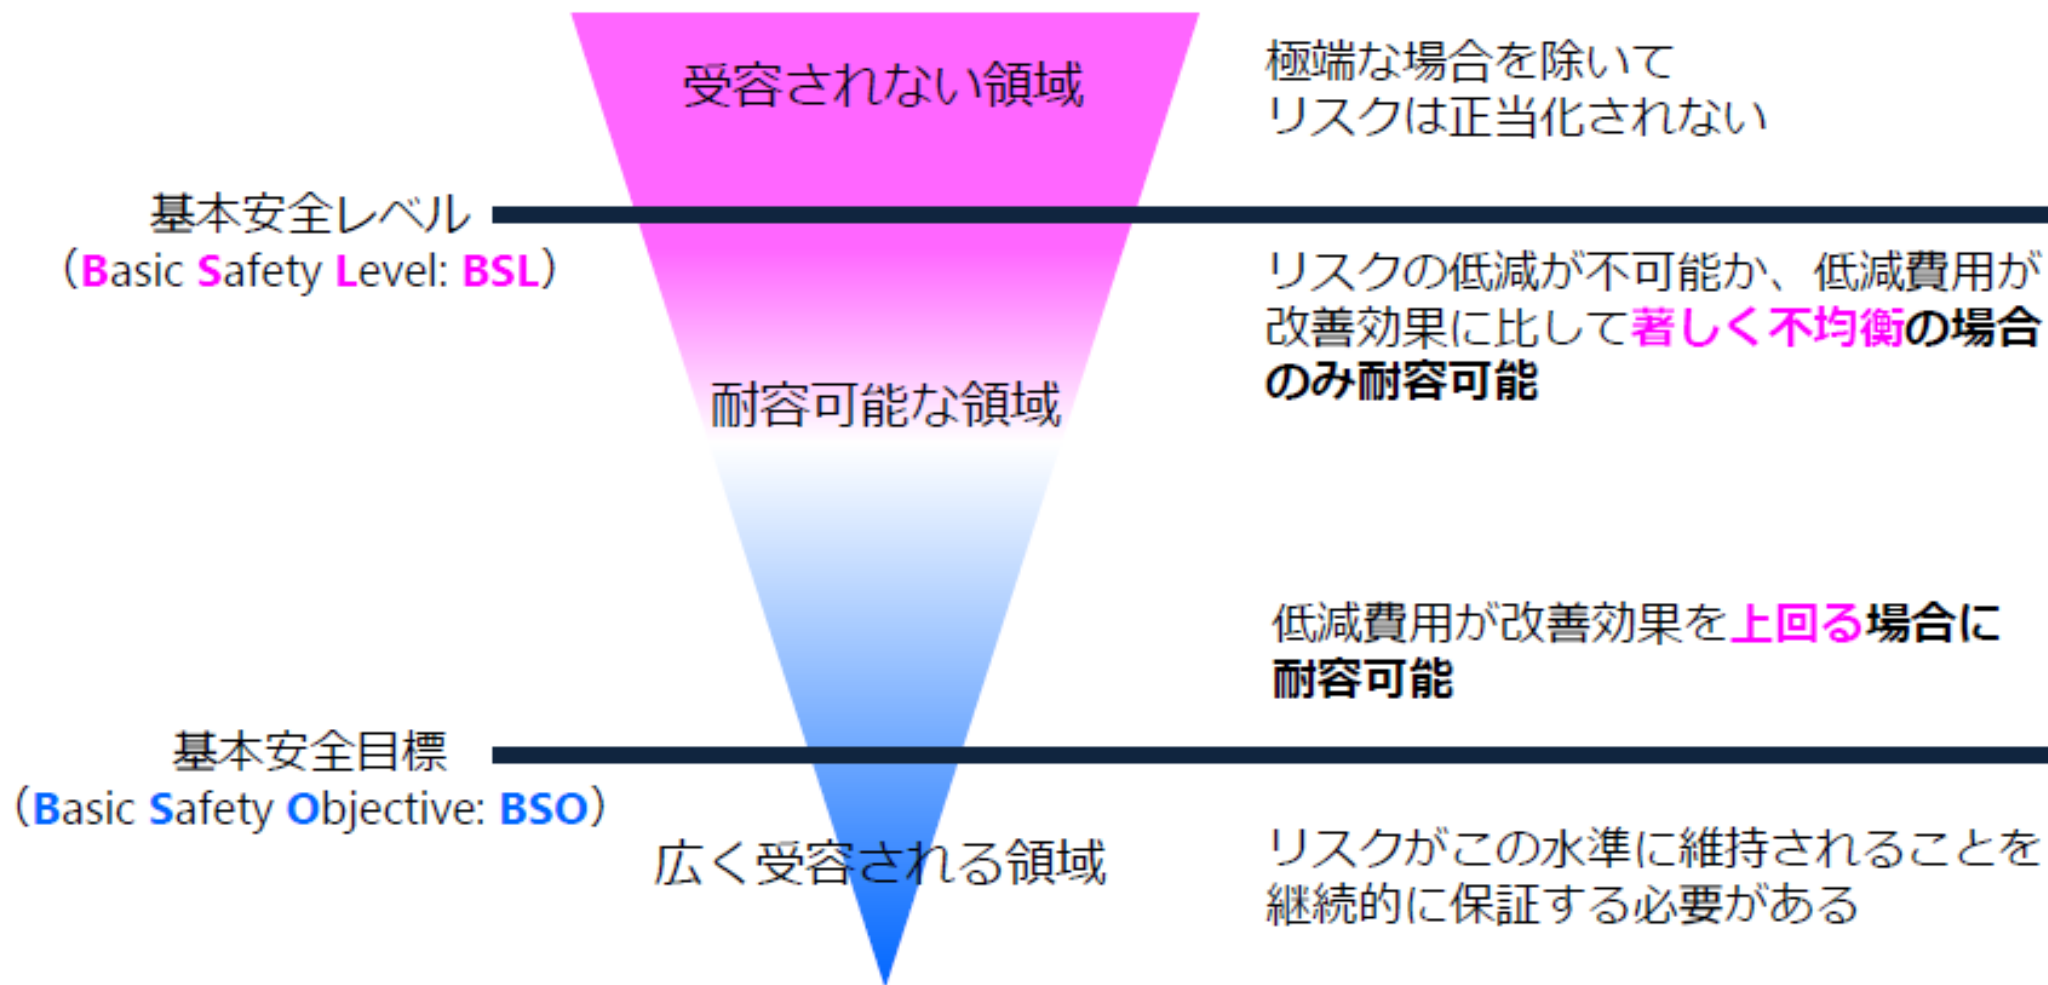 受容されない領域
極端な場合を除いて
リスクは正当化されない
基本安全レベル
（Basic Safety Level: BSL）
リスクの低減が不可能か、低減費用が
改善効果に比して著しく不均衡の場合
のみ耐容可能
耐容可能な領域
低減費用が改善効果を上回る場合に
耐容可能
基本安全目標
（Basic Safety Objective: BSO）
広く受容される領域
リスクがこの水準に維持されることを
継続的に保証する必要がある